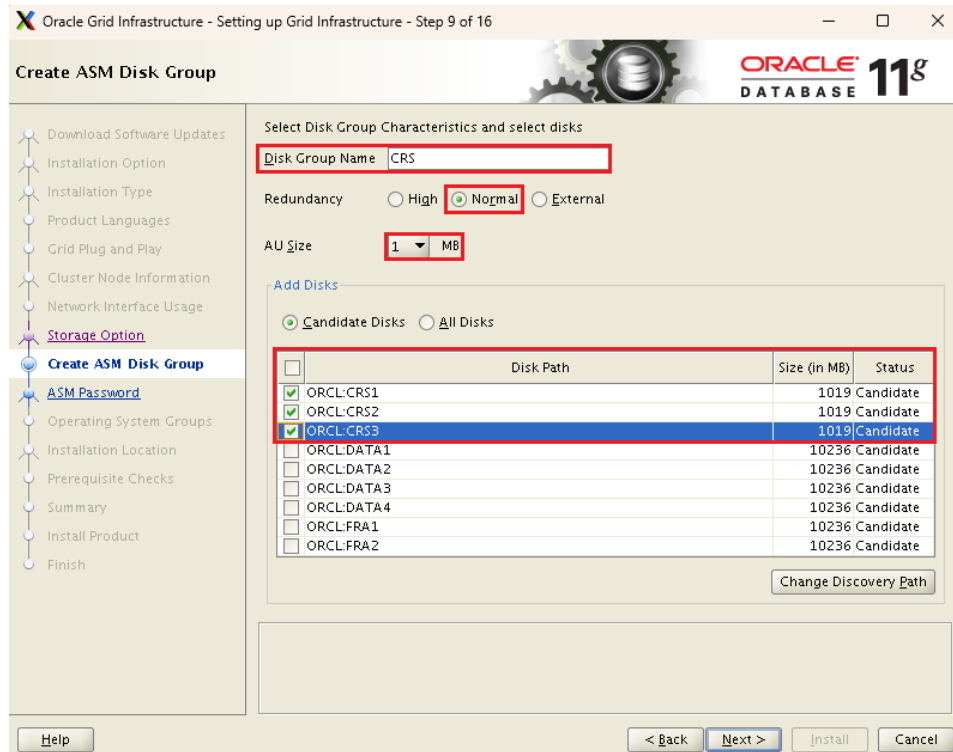 Oracle Grid Infrastructure - Setting up Grid Infrastructure - Step 9 of 16
Create ASM Disk Group
ORACLE DATABASE 11g
Download Software Updates
Installation Option
Installation Type
Product Languages
Grid Plug and Play
Cluster Node Information
Network Interface Usage
Storage Option
Create ASM Disk Group
ASM Password
Operating System Groups
Installation Location
Prerequisite Checks
Summary
Install Product
Finish
Select Disk Group Characteristics and select disks
Disk Group Name CRS
Redundancy High Normal External
AU Size 1 MB
Add Disks
Candidate Disks All Disks
Disk Path Size (in MB) Status
ORCL:CRS1 1019 Candidate
ORCL:CRS2 1019 Candidate
ORCL:CRS3 1019 Candidate
ORCL:DATA1 10236 Candidate
ORCL:DATA2 10236 Candidate
ORCL:DATA3 10236 Candidate
ORCL:DATA4 10236 Candidate
ORCL:FRA1 10236 Candidate
ORCL:FRA2 10236 Candidate
Change Discovery Path
Help < Back Next > Install Cancel